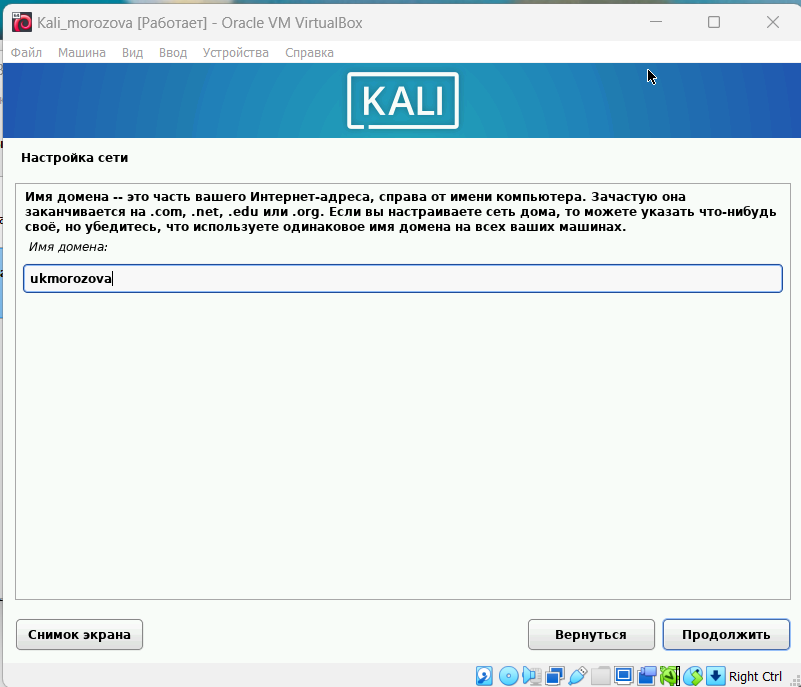 Kali_morozova [Работает] - Oracle VM VirtualBox
Файл Машина Вид Ввод Устройства Справка
KALI
Настройка сети
Имя домена -- это часть вашего Интернет-адреса, справа от имени компьютера. Зачастую она
заканчивается на .com, .net, .edu или .org. Если вы настраиваете сеть дома, то можете указать что-нибудь
своё, но убедитесь, что используете одинаковое имя домена на всех ваших машинах.
Имя домена:
ukmorozova
Снимок экрана Вернуться Продолжить
Right Ctrl